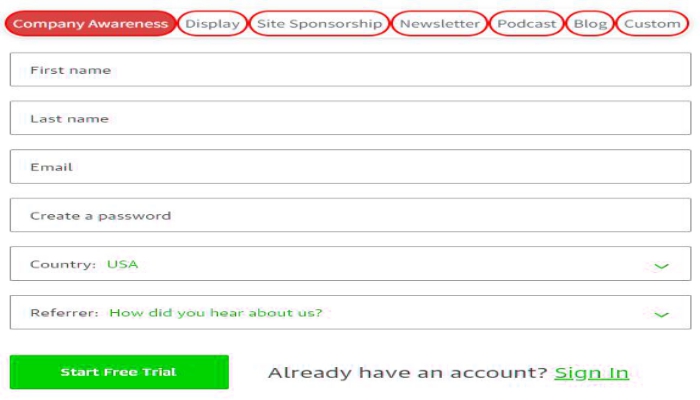 Company Awareness Display Site Sponsorship Newsletter Podcast Blog Custom
First name
Last name
Email
Create a password
Country: USA
Referrer: How did you hear about us?
Start Free Trial Already have an account? Sign In